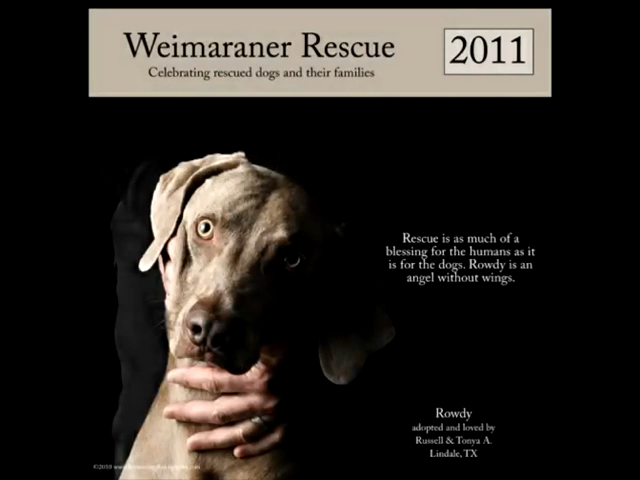 Weimaraner Rescue
Celebrating rescued dogs and their families
2011
Rescue is as much of a
blessing for the humans as it
is for the dogs. Rowdy is an
angel without wings.
Rowdy
adopted and loved by
Russell & Tonya A.
Lindale, TX
©2010